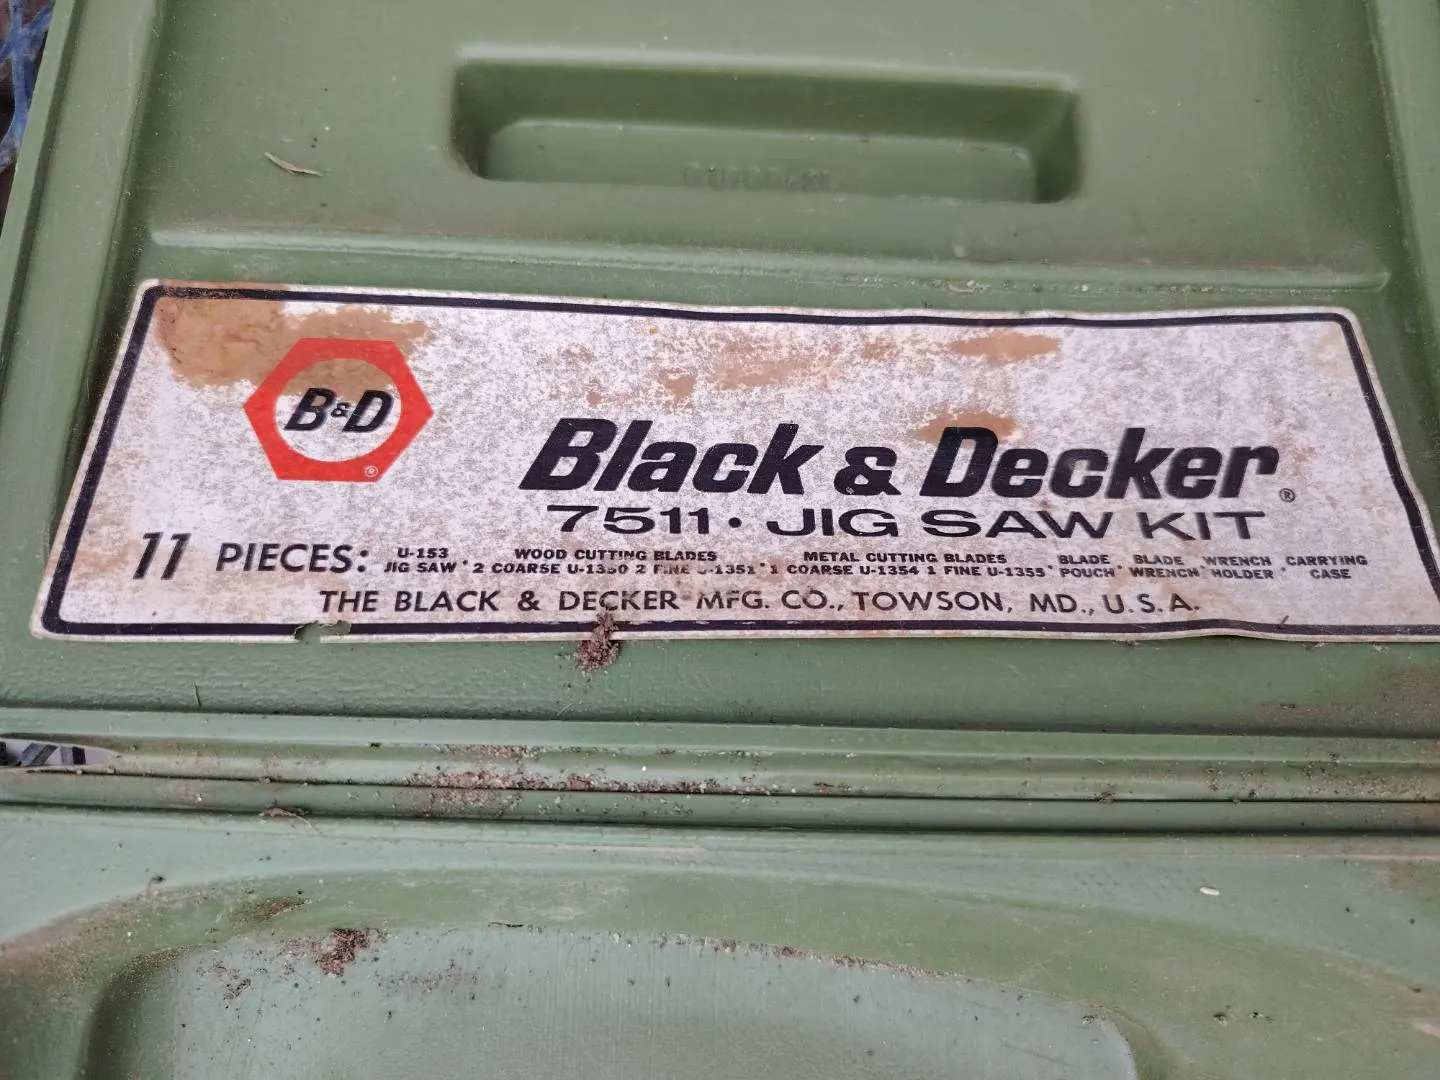 B&D
®
Black & Decker®
7511 · JIG SAW KIT
11 PIECES: U-153 JIG SAW · WOOD CUTTING BLADES 2 COARSE U-1350 2 FINE U-1351 · METAL CUTTING BLADES 1 COARSE U-1354 1 FINE U-1355 · BLADE POUCH · BLADE WRENCH · WRENCH HOLDER · CARRYING CASE
THE BLACK & DECKER MFG. CO., TOWSON, MD., U.S.A.